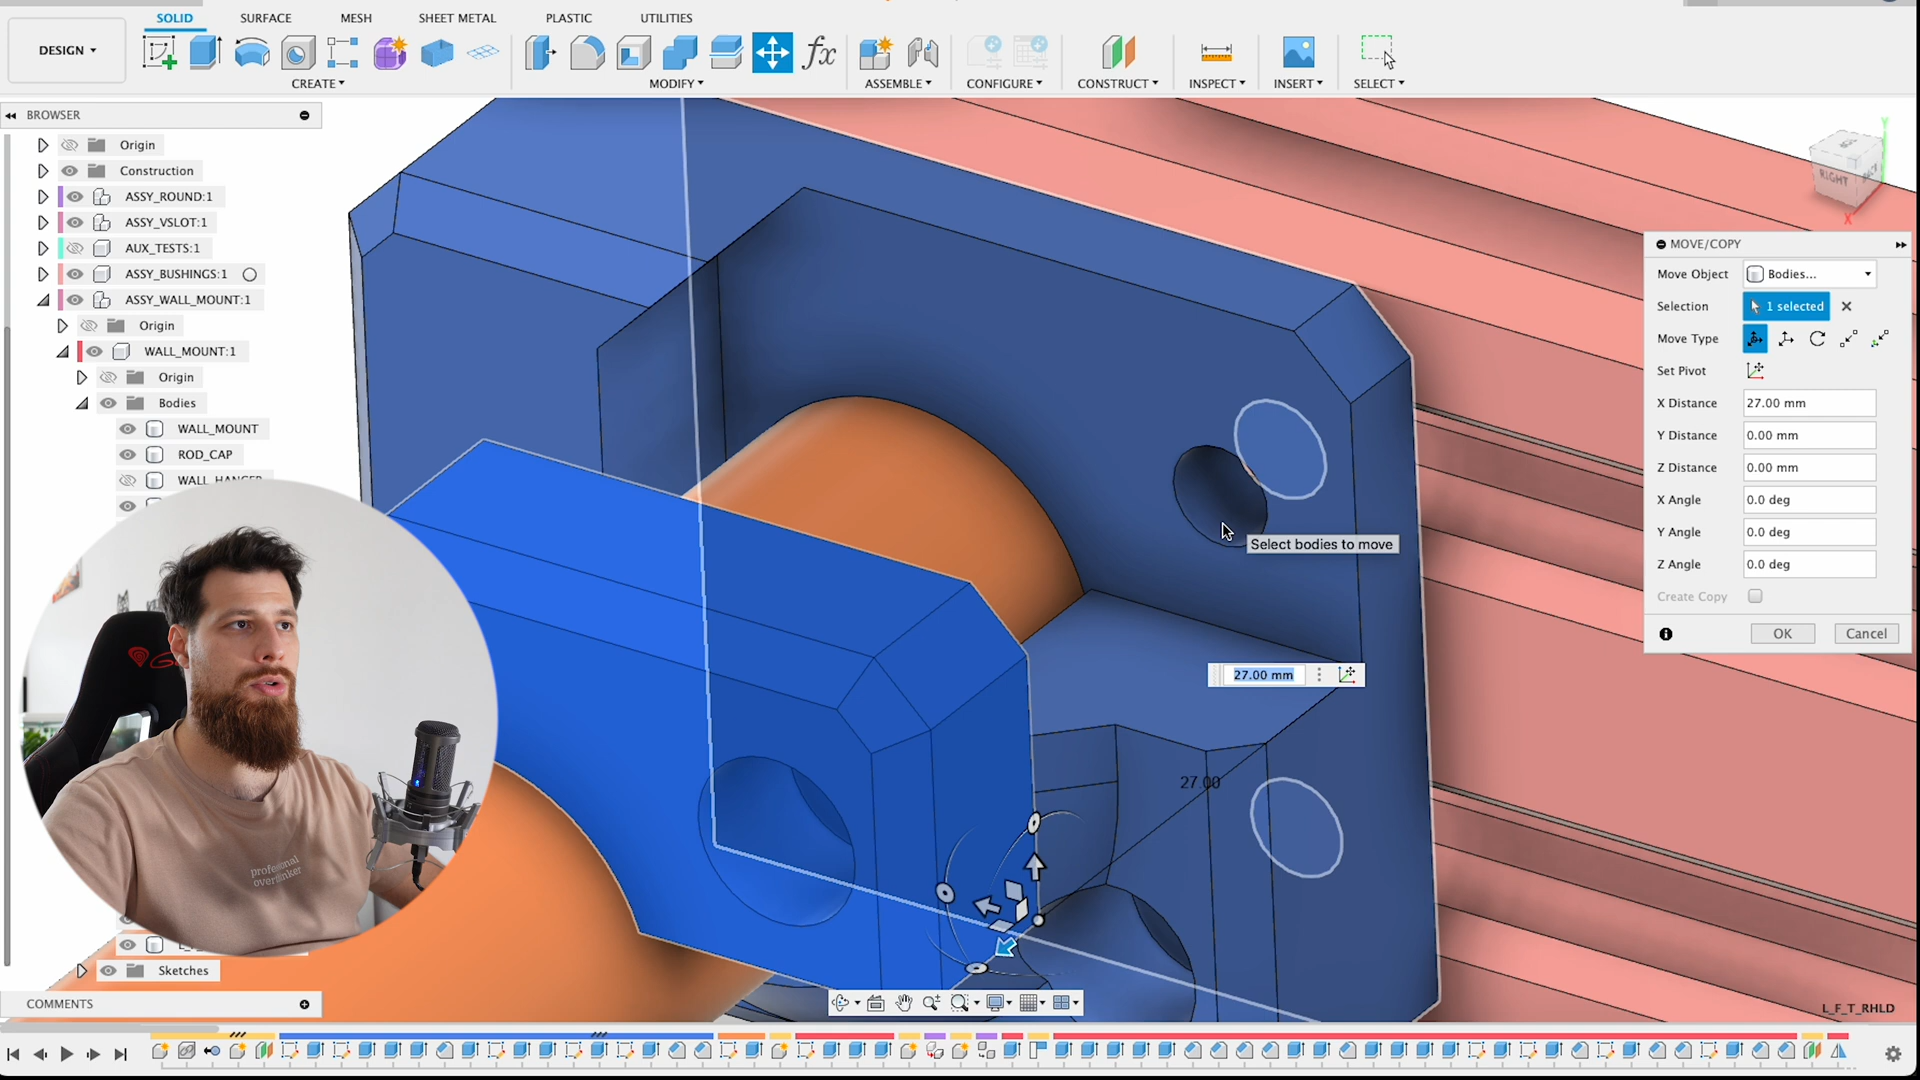 SOLID SURFACE MESH SHEET METAL PLASTIC UTILITIES
DESIGN
CREATE MODIFY ASSEMBLE CONFIGURE CONSTRUCT INSPECT INSERT SELECT
BROWSER
Origin
Construction
ASSY_ROUND:1
ASSY_VSLOT:1
AUX_TESTS:1
ASSY_BUSHINGS:1
ASSY_WALL_MOUNT:1
Origin
WALL_MOUNT:1
Origin
Bodies
WALL_MOUNT
ROD_CAP
WALL_HANGER
Sketches
COMMENTS
professional
overthinker
RIGHT
BACK
Y
X
MOVE/COPY
Move Object Bodies...
Selection 1 selected
Move Type
Set Pivot
X Distance 27.00 mm
Y Distance 0.00 mm
Z Distance 0.00 mm
X Angle 0.0 deg
Y Angle 0.0 deg
Z Angle 0.0 deg
Create Copy
OK Cancel
Select bodies to move
27.00 mm
27.00
L_F_T_RHLD